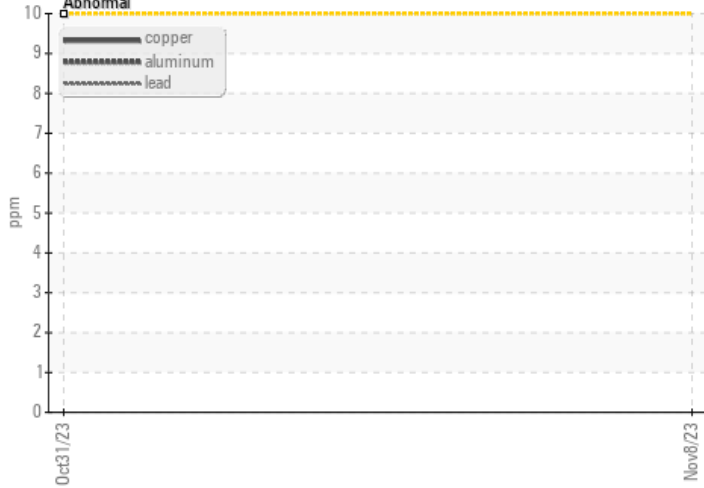 Abnormal
10
copper
9
aluminum
lead
8
7
6
ppm
5
4
3
2
1
0
Oct31/23
Nov8/23